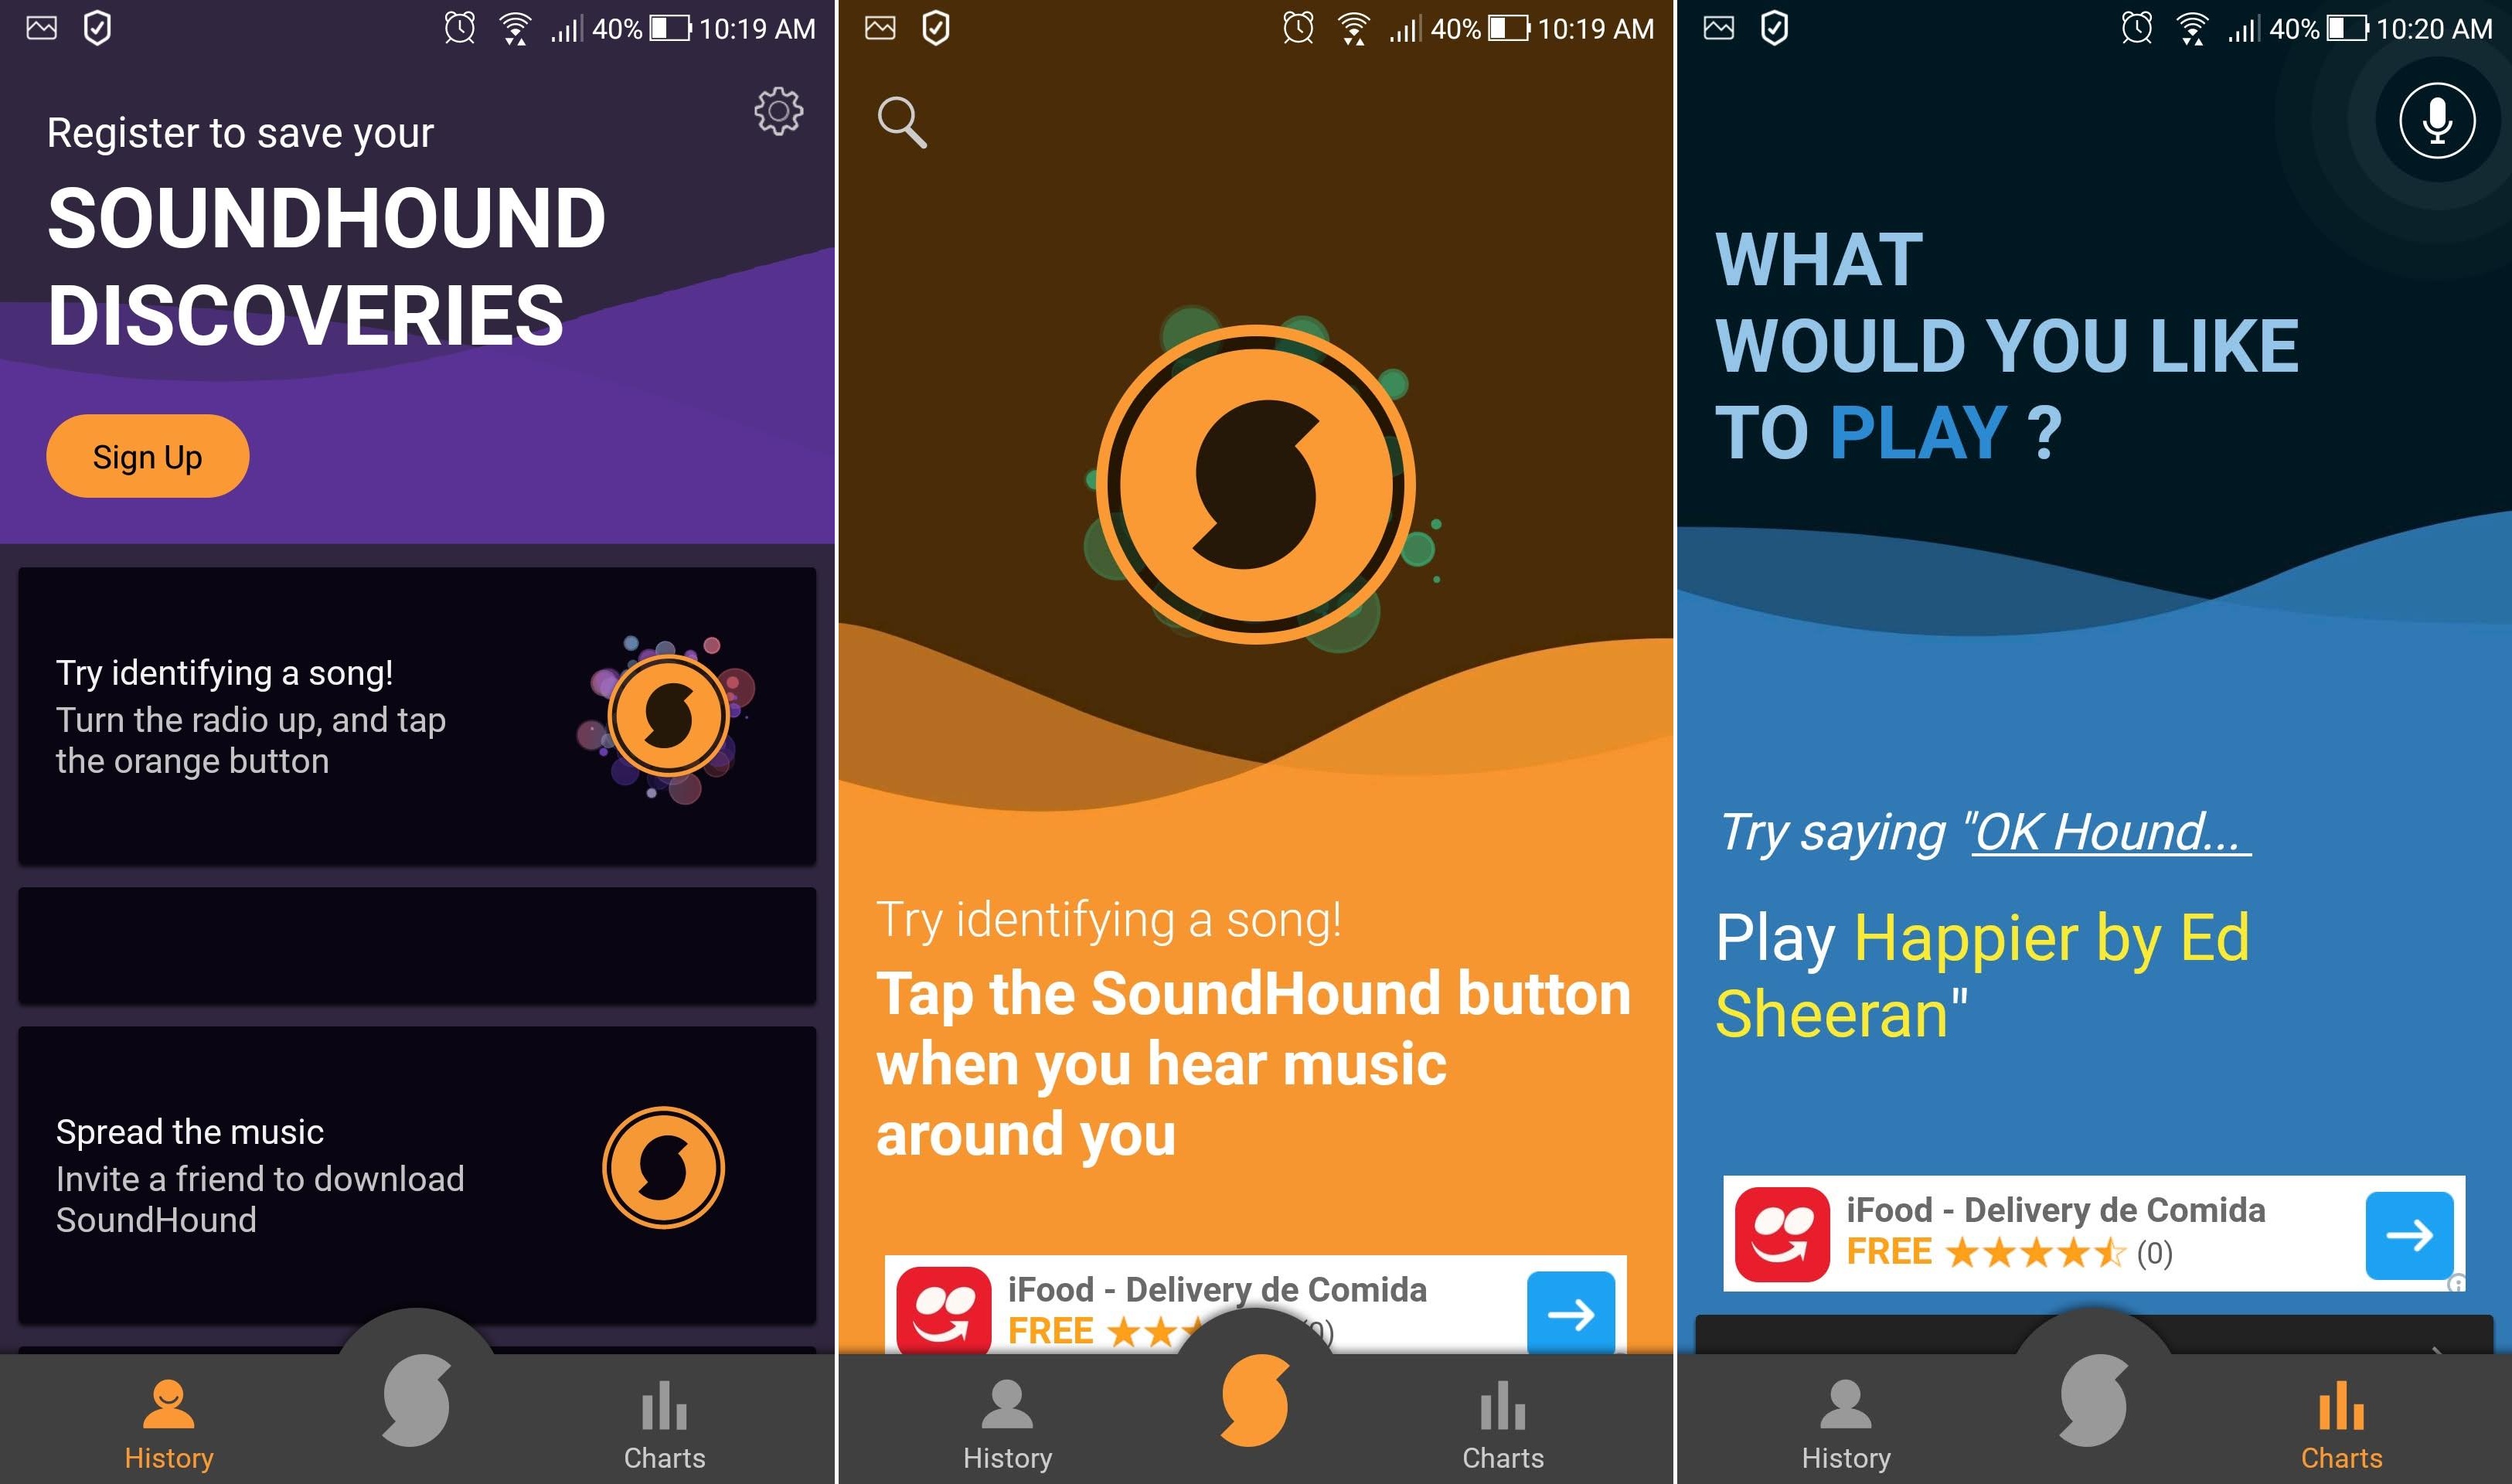 40% 10:19 AM
Register to save your
SOUNDHOUND
DISCOVERIES
Sign Up
Try identifying a song!
Turn the radio up, and tap
the orange button
Spread the music
Invite a friend to download
SoundHound
History
Charts
40% 10:19 AM
Try identifying a song!
Tap the SoundHound button
when you hear music
around you
iFood - Delivery de Comida
FREE (0)
History
Charts
40% 10:20 AM
WHAT
WOULD YOU LIKE
TO PLAY ?
Try saying "OK Hound...
Play Happier by Ed
Sheeran"
iFood - Delivery de Comida
FREE (0)
History
Charts